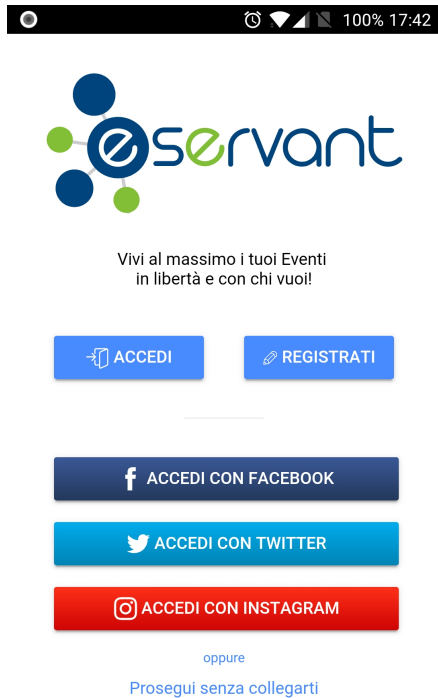 100% 17:42
eservant
Vivi al massimo i tuoi Eventi
in libertà e con chi vuoi!
ACCEDI
REGISTRATI
ACCEDI CON FACEBOOK
ACCEDI CON TWITTER
ACCEDI CON INSTAGRAM
oppure
Prosegui senza collegarti